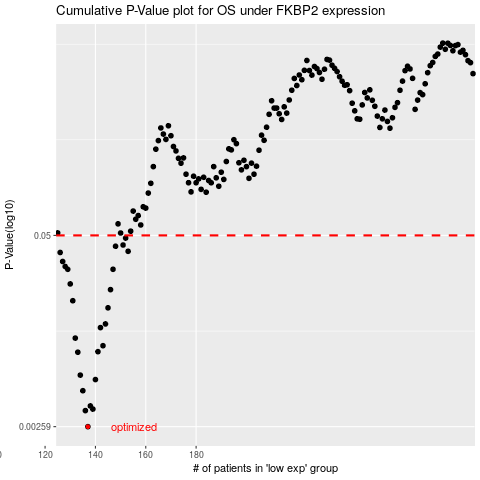 Cumulative P-Value plot for OS under FKBP2 expression
P-Value(log10)
0.05
0.00259
optimized
0
120
140
160
180
# of patients in 'low exp' group